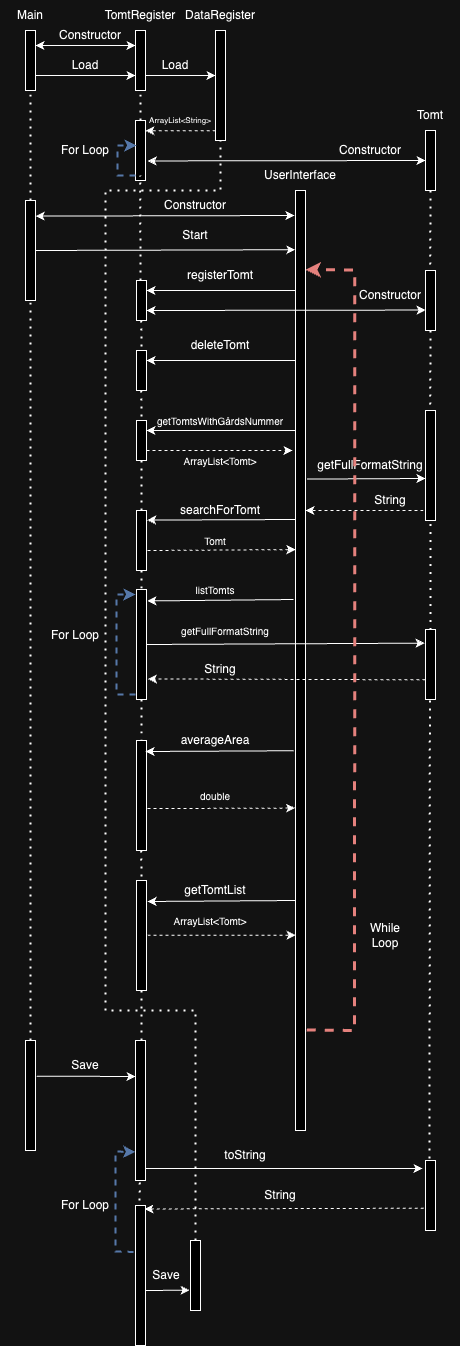 Main
TomtRegister
DataRegister
Constructor
Load
Load
ArrayList<String>
Tomt
For Loop
Constructor
UserInterface
Constructor
Start
registerTomt
Constructor
deleteTomt
getTomtsWithGårdsNummer
ArrayList<Tomt>
getFullFormatString
String
searchForTomt
Tomt
listTomts
For Loop
getFullFormatString
String
averageArea
double
getTomtList
ArrayList<Tomt>
While
Loop
Save
toString
String
For Loop
Save